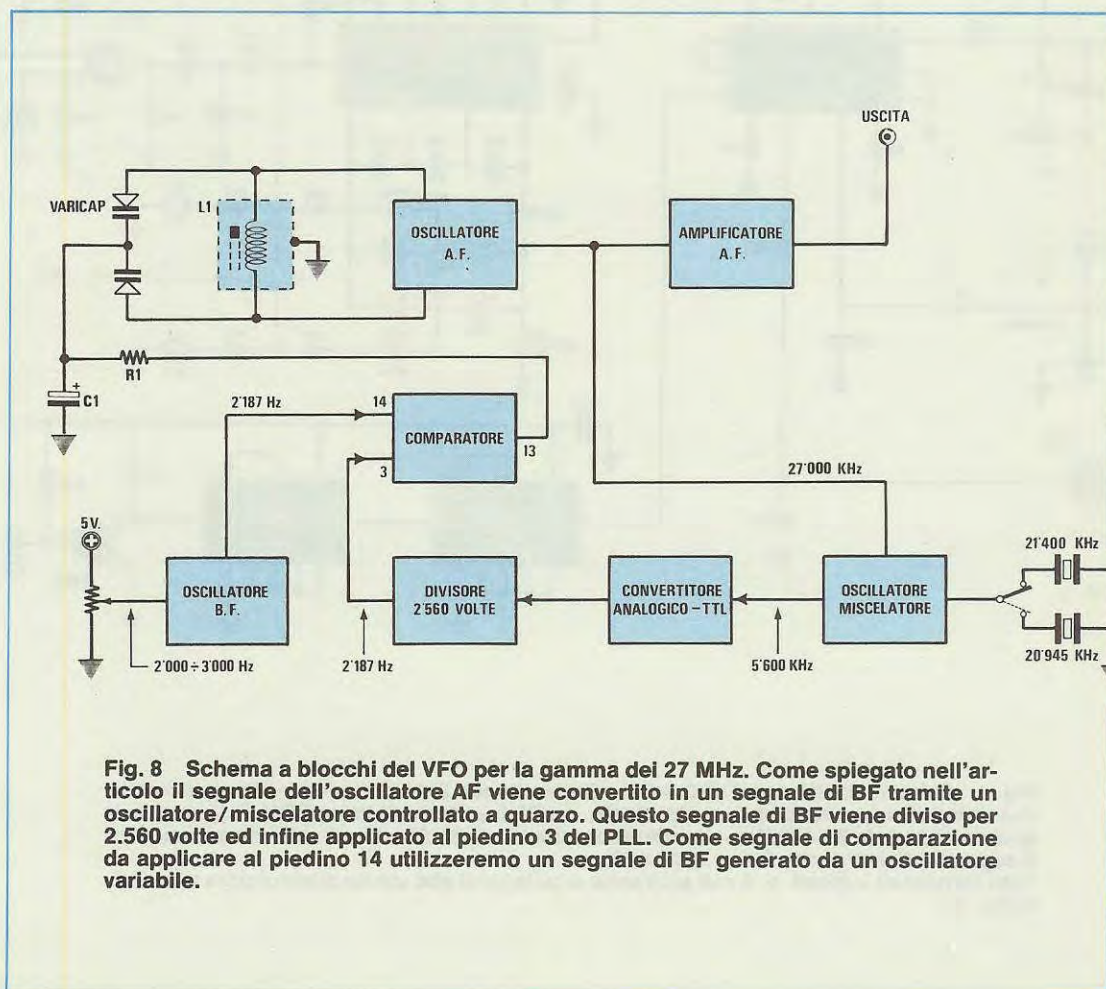 USCITA
VARICAP
L1
OSCILLATORE
A.F.
AMPLIFICATORE
A.F.
R1
+
C1
2'187 Hz
14
COMPARATORE
13
3
27'000 KHz
5V.
+
21'400 KHz
OSCILLATORE
B.F.
DIVISORE
2'560 VOLTE
CONVERTITORE
ANALOGICO-TTL
OSCILLATORE
MISCELATORE
2'000÷3'000 Hz
2'187 Hz
5'600 KHz
20'945 KHz
Fig. 8 Schema a blocchi del VFO per la gamma dei 27 MHz. Come spiegato nell'ar-
ticolo il segnale dell'oscillatore AF viene convertito in un segnale di BF tramite un
oscillatore/miscelatore controllato a quarzo. Questo segnale di BF viene diviso per
2.560 volte ed infine applicato al piedino 3 del PLL. Come segnale di comparazione
da applicare al piedino 14 utilizzeremo un segnale di BF generato da un oscillatore
variabile.